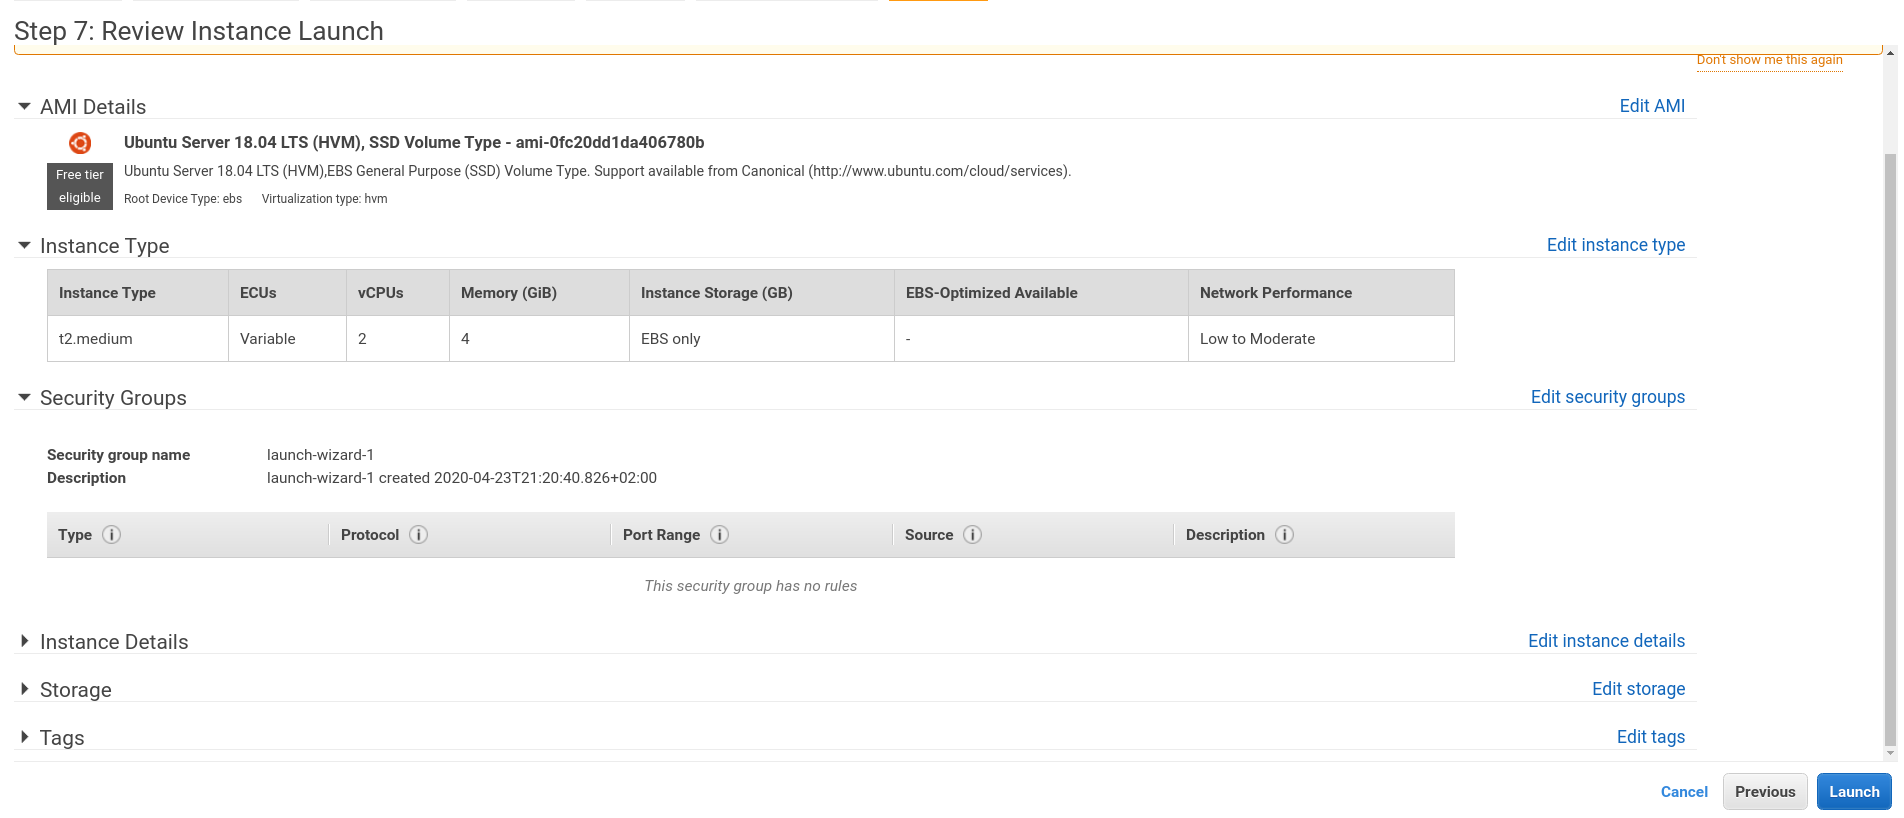 Step 7: Review Instance Launch
Don't show me this again
AMI Details
Edit AMI
Ubuntu Server 18.04 LTS (HVM), SSD Volume Type - ami-0fc20dd1da406780b
Free tier
eligible
Ubuntu Server 18.04 LTS (HVM),EBS General Purpose (SSD) Volume Type. Support available from Canonical (http://www.ubuntu.com/cloud/services).
Root Device Type: ebs Virtualization type: hvm
Instance Type
Edit instance type
Instance Type ECUs vCPUs Memory (GiB) Instance Storage (GB) EBS-Optimized Available Network Performance
t2.medium Variable 2 4 EBS only - Low to Moderate
Security Groups
Edit security groups
Security group name launch-wizard-1
Description launch-wizard-1 created 2020-04-23T21:20:40.826+02:00
Type i Protocol i Port Range i Source i Description i
This security group has no rules
Instance Details
Edit instance details
Storage
Edit storage
Tags
Edit tags
Cancel Previous Launch